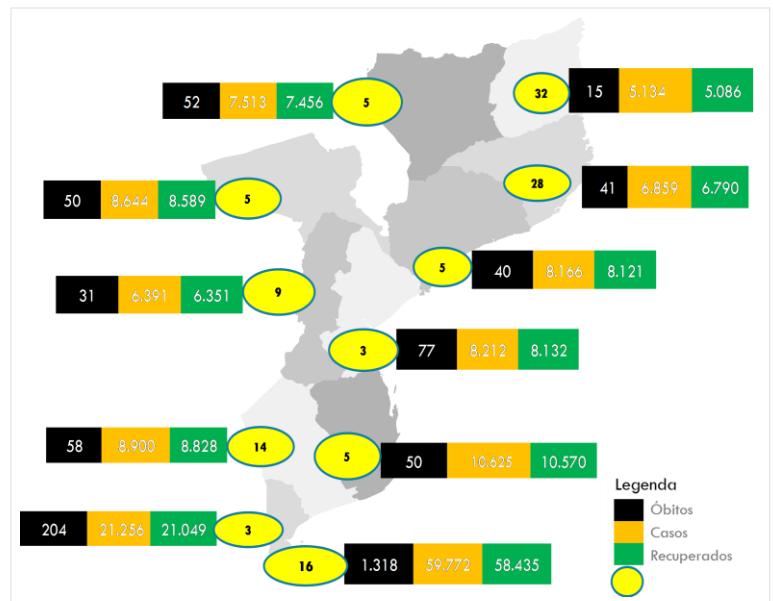 52 7.513 7.456 5
32 15 5.134 5.086
50 8.644 8.589 5
28 41 6.859 6.790
5 40 8.166 8.121
31 6.391 6.351 9
3 77 8.212 8.132
58 8.900 8.828 14
5 50 10.625 10.570
204 21.256 21.049 3
16 1.318 59.772 58.435
Legenda
Óbitos
Casos
Recuperados